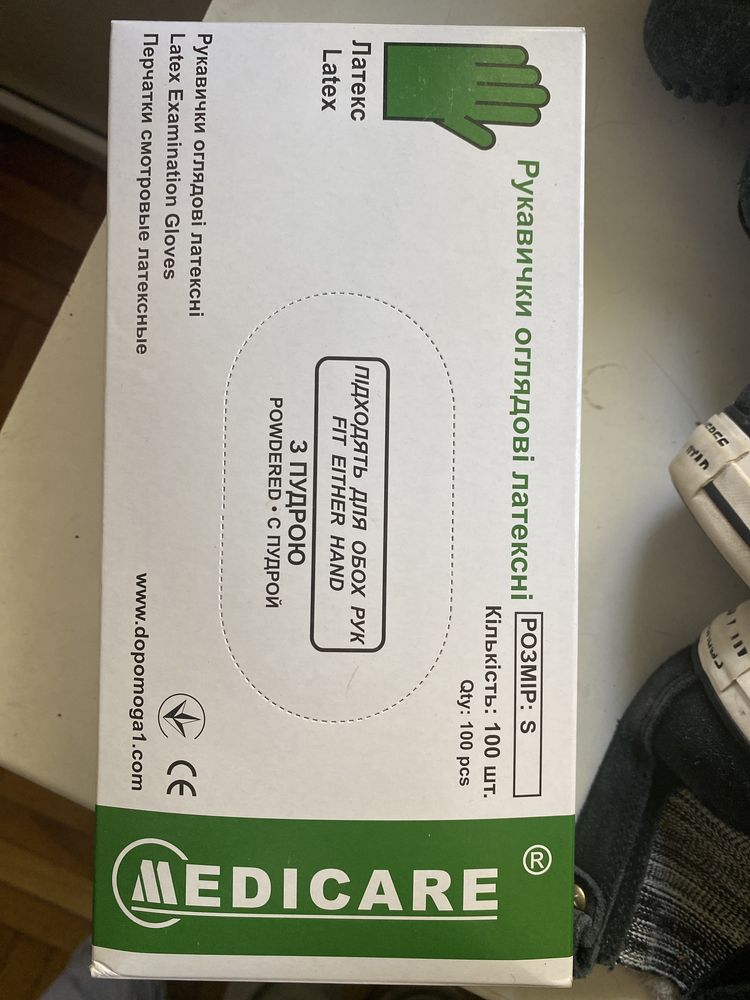 Латекс
Latex
Рукавички оглядові латексні
РОЗМІР: S
Кількість: 100 шт.
Qty: 100 pcs
ПІДХОДЯТЬ ДЛЯ ОБОХ РУК
FIT EITHER HAND
З ПУДРОЮ
POWDERED • С ПУДРОЙ
Рукавички оглядові латексні
Latex Examination Gloves
Перчатки смотровые латексные
www.dopomoga1.com
CE
MEDICARE ®